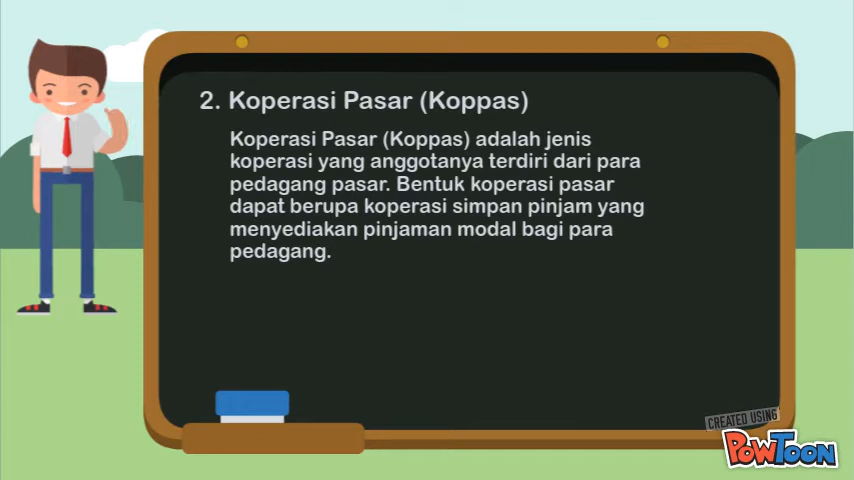 2. Koperasi Pasar (Koppas)
Koperasi Pasar (Koppas) adalah jenis
koperasi yang anggotanya terdiri dari para
pedagang pasar. Bentuk koperasi pasar
dapat berupa koperasi simpan pinjam yang
menyediakan pinjaman modal bagi para
pedagang.
CREATED USING
POWTOON